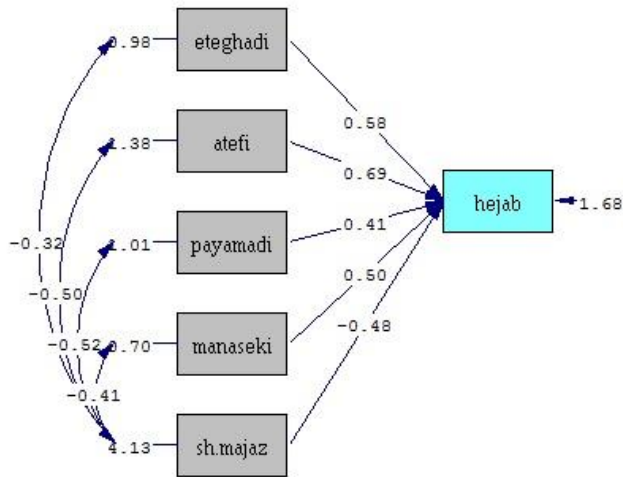 0.98 eteghadi
0.58
1.38 atefi
0.69
hejab 1.68
-0.32
1.01 payamadi
0.41
-0.50
0.50
-0.52
0.70 manaseki
-0.48
-0.41
4.13 sh.majaz